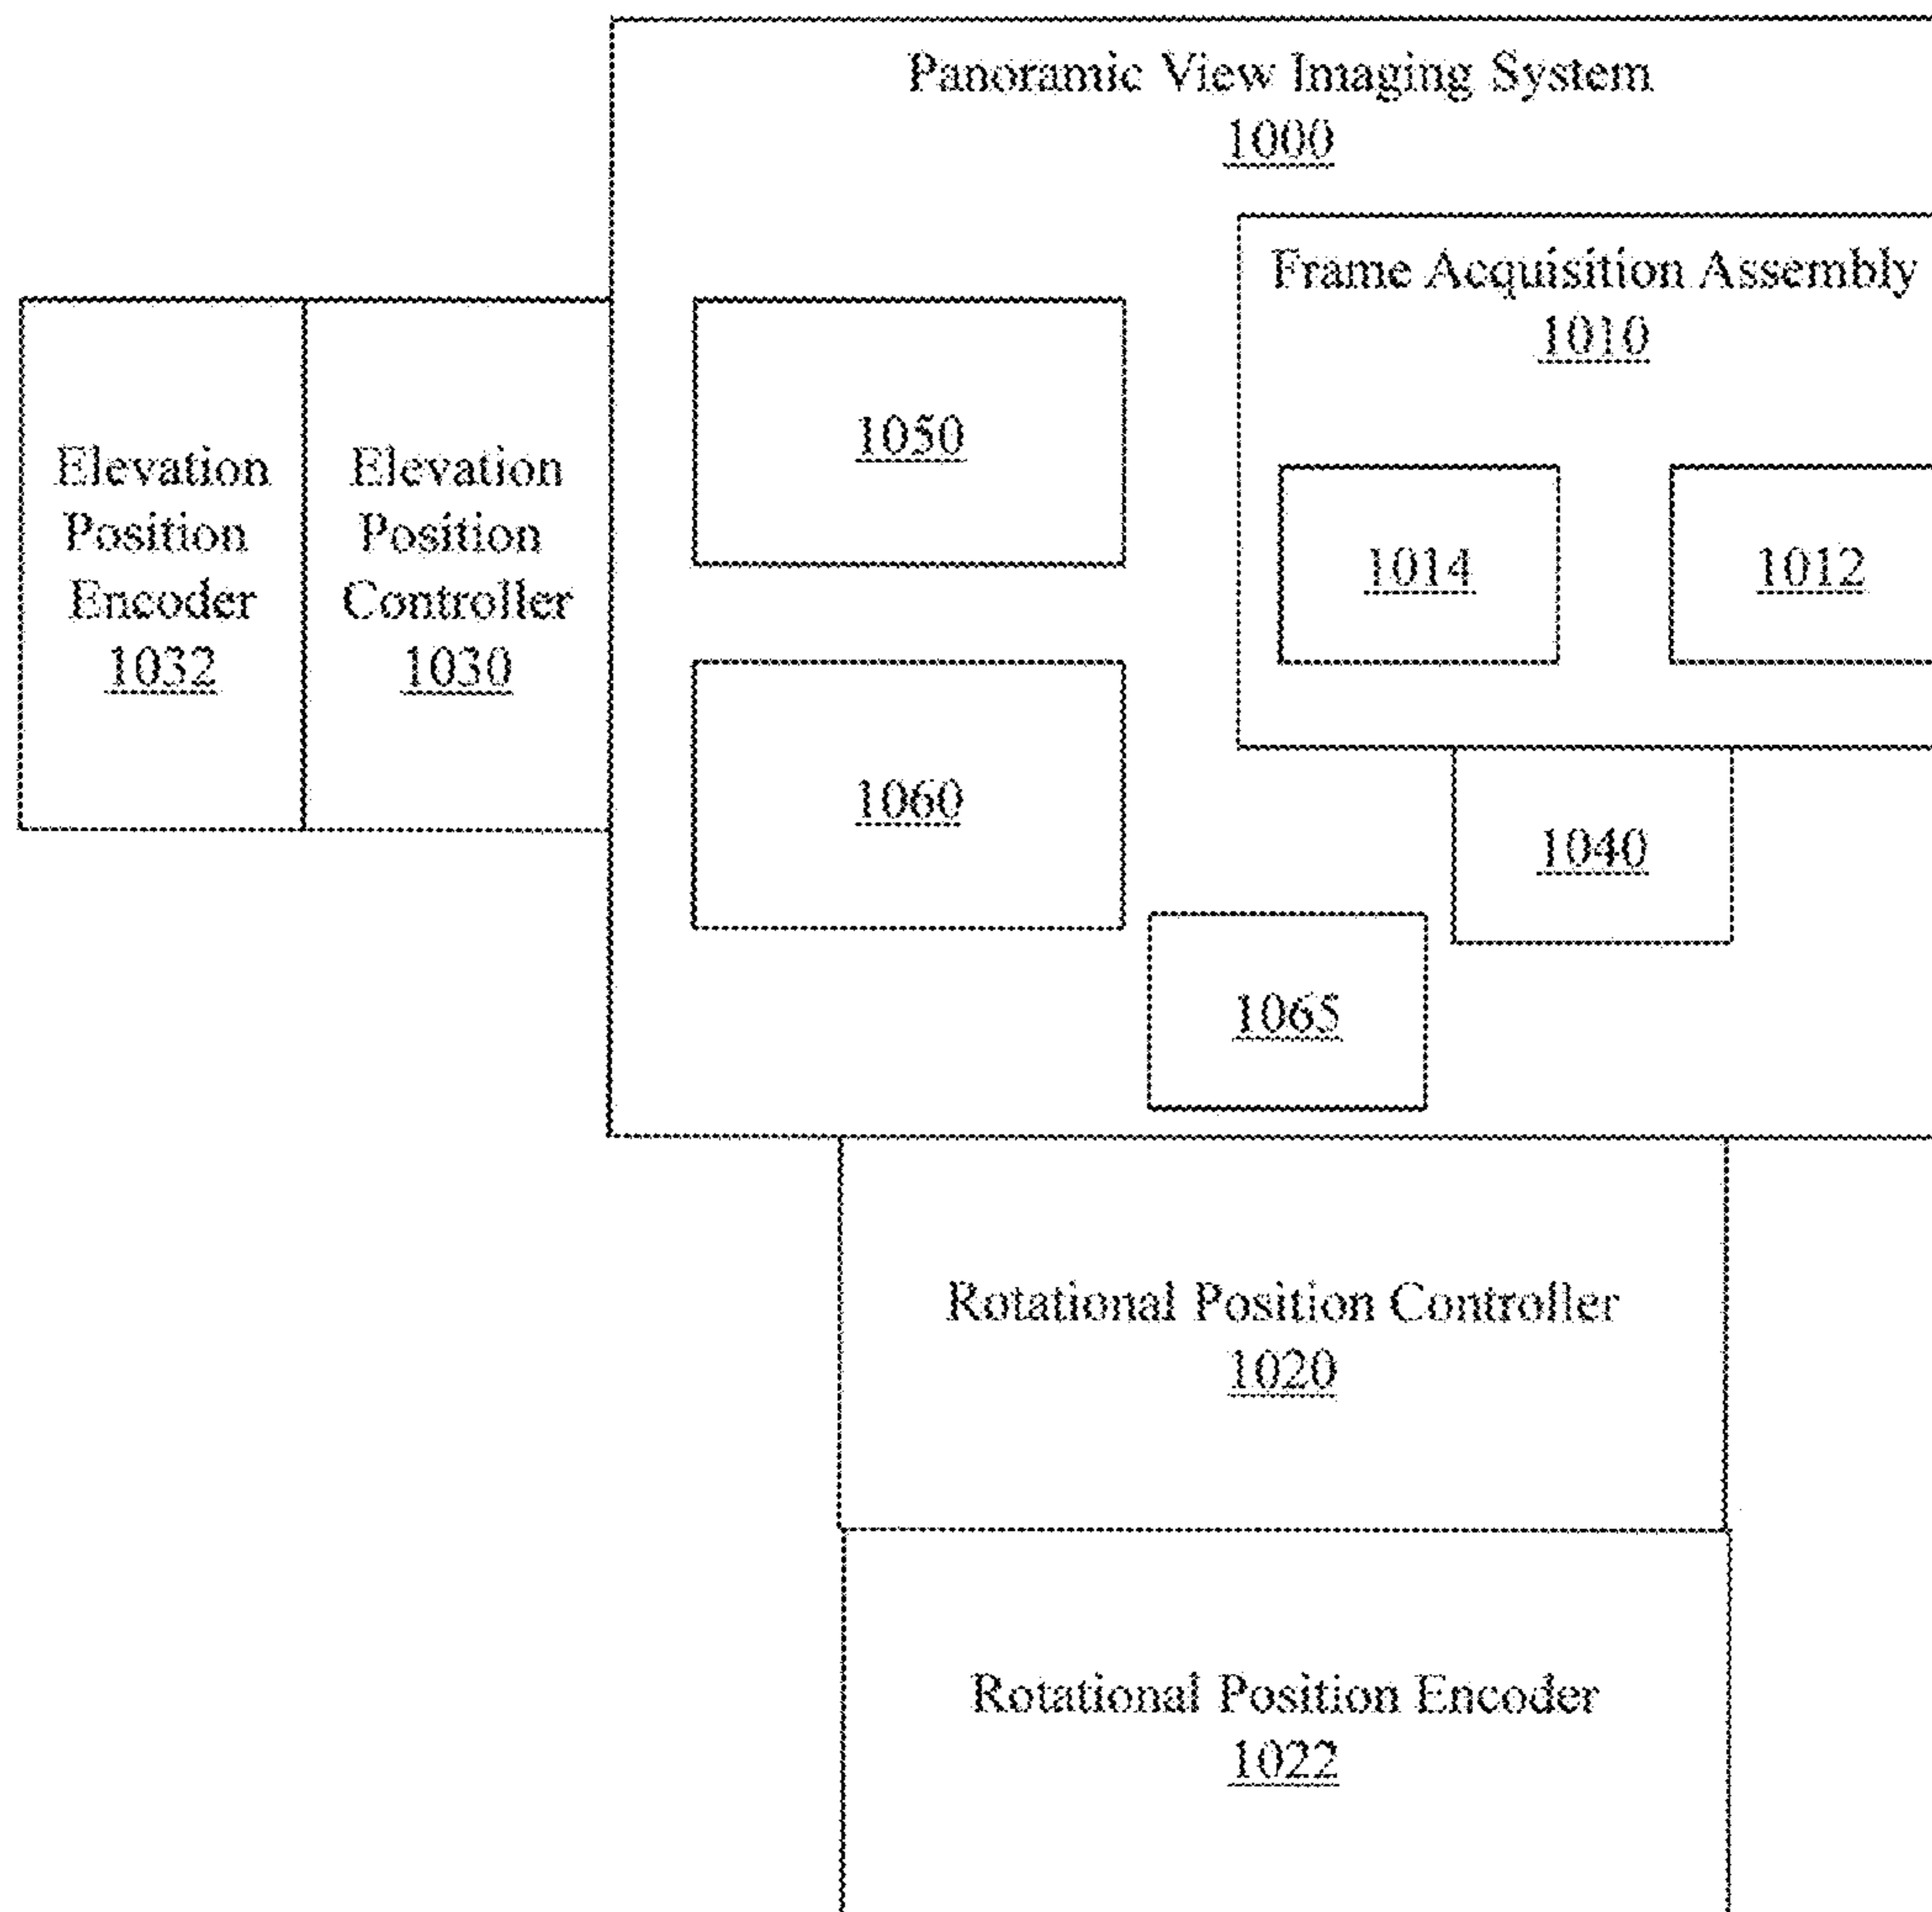 Panoramic View Imaging System
1000
Frame Acquisition Assembly
1010
Elevation
Position
Encoder
1032
Elevation
Position
Controller
1030
1050
1014
1012
1060
1040
1065
Rotational Position Controller
1020
Rotational Position Encoder
1022